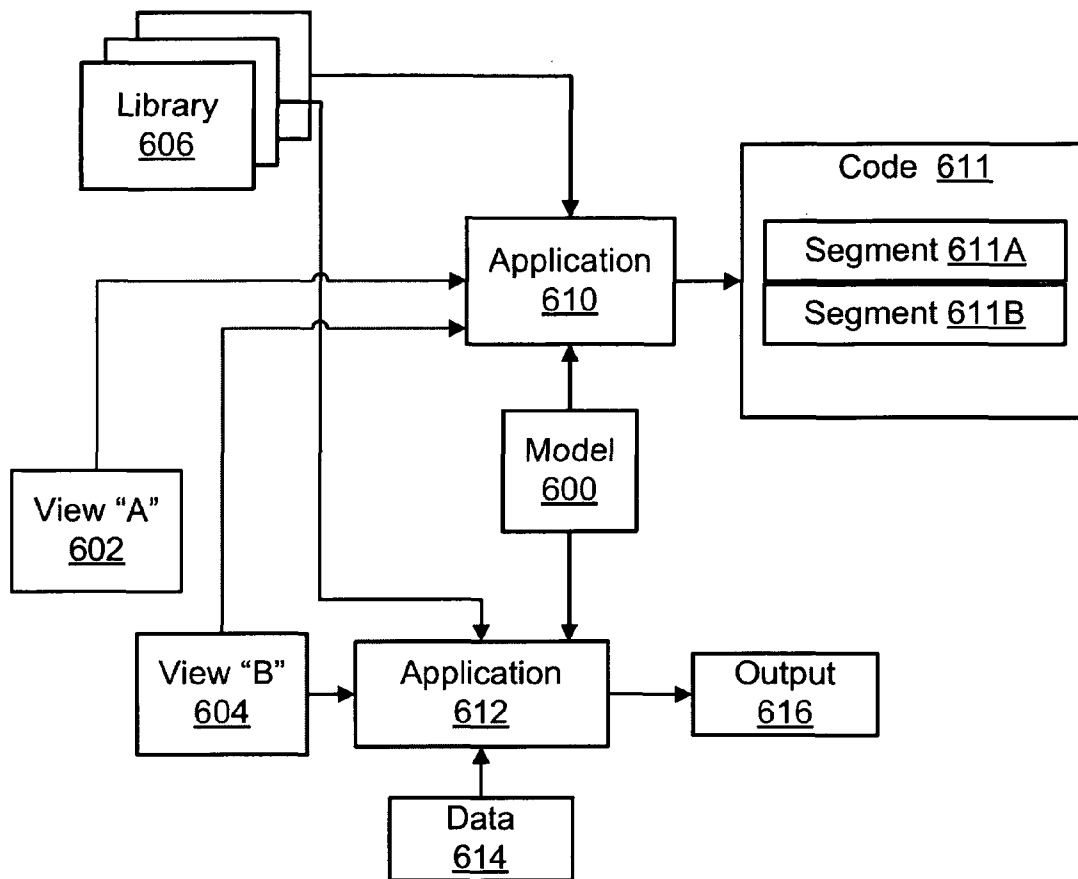 Library
606
Code 611
Segment 611A
Segment 611B
Application
610
Model
600
View “A”
602
View “B”
604
Application
612
Output
616
Data
614